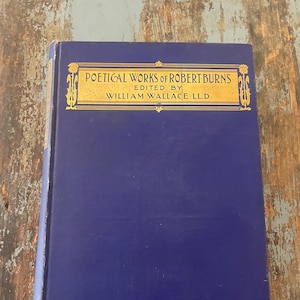 POETICAL WORKS OF ROBERT BURNS
EDITED BY
WILLIAM WALLACE LL.D.